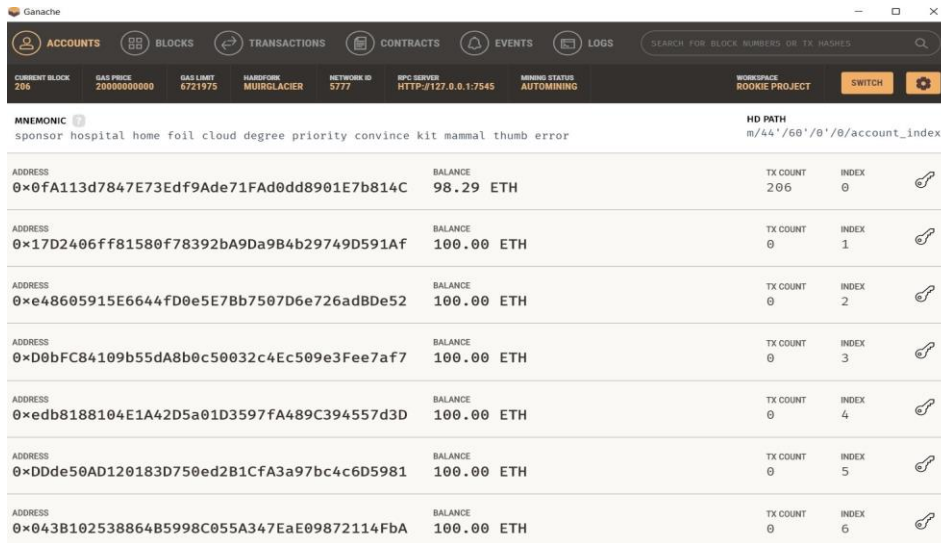 Ganache
ACCOUNTS BLOCKS TRANSACTIONS CONTRACTS EVENTS LOGS SEARCH FOR BLOCK NUMBERS OR TX HASHES
CURRENT BLOCK GAS PRICE GAS LIMIT HARDFORK NETWORK ID RPC SERVER MINING STATUS WORKSPACE SWITCH
206 20000000000 6721975 MUIRGLACIER 5777 HTTP://127.0.0.1:7545 AUTOMINING ROOKIE PROJECT
MNEMONIC ? HD PATH
sponsor hospital home foil cloud degree priority convince kit mammal thumb error m/44'/60'/0'/0/account_index
ADDRESS BALANCE TX COUNT INDEX
0×0fA113d7847E73Edf9Ade71FAd0dd8901E7b814C 98.29 ETH 206 0
ADDRESS BALANCE TX COUNT INDEX
0×17D2406ff81580f78392bA9Da9B4b29749D591Af 100.00 ETH 0 1
ADDRESS BALANCE TX COUNT INDEX
0×e48605915E6644fD0e5E7Bb7507D6e726adBDe52 100.00 ETH 0 2
ADDRESS BALANCE TX COUNT INDEX
0×D0bFC84109b55dA8b0c50032c4Ec509e3Fee7af7 100.00 ETH 0 3
ADDRESS BALANCE TX COUNT INDEX
0×edb8188104E1A42D5a01D3597fA489C394557d3D 100.00 ETH 0 4
ADDRESS BALANCE TX COUNT INDEX
0×DDde50AD120183D750ed2B1CfA3a97bc4c6D5981 100.00 ETH 0 5
ADDRESS BALANCE TX COUNT INDEX
0×043B102538864B5998C055A347EaE09872114FbA 100.00 ETH 0 6